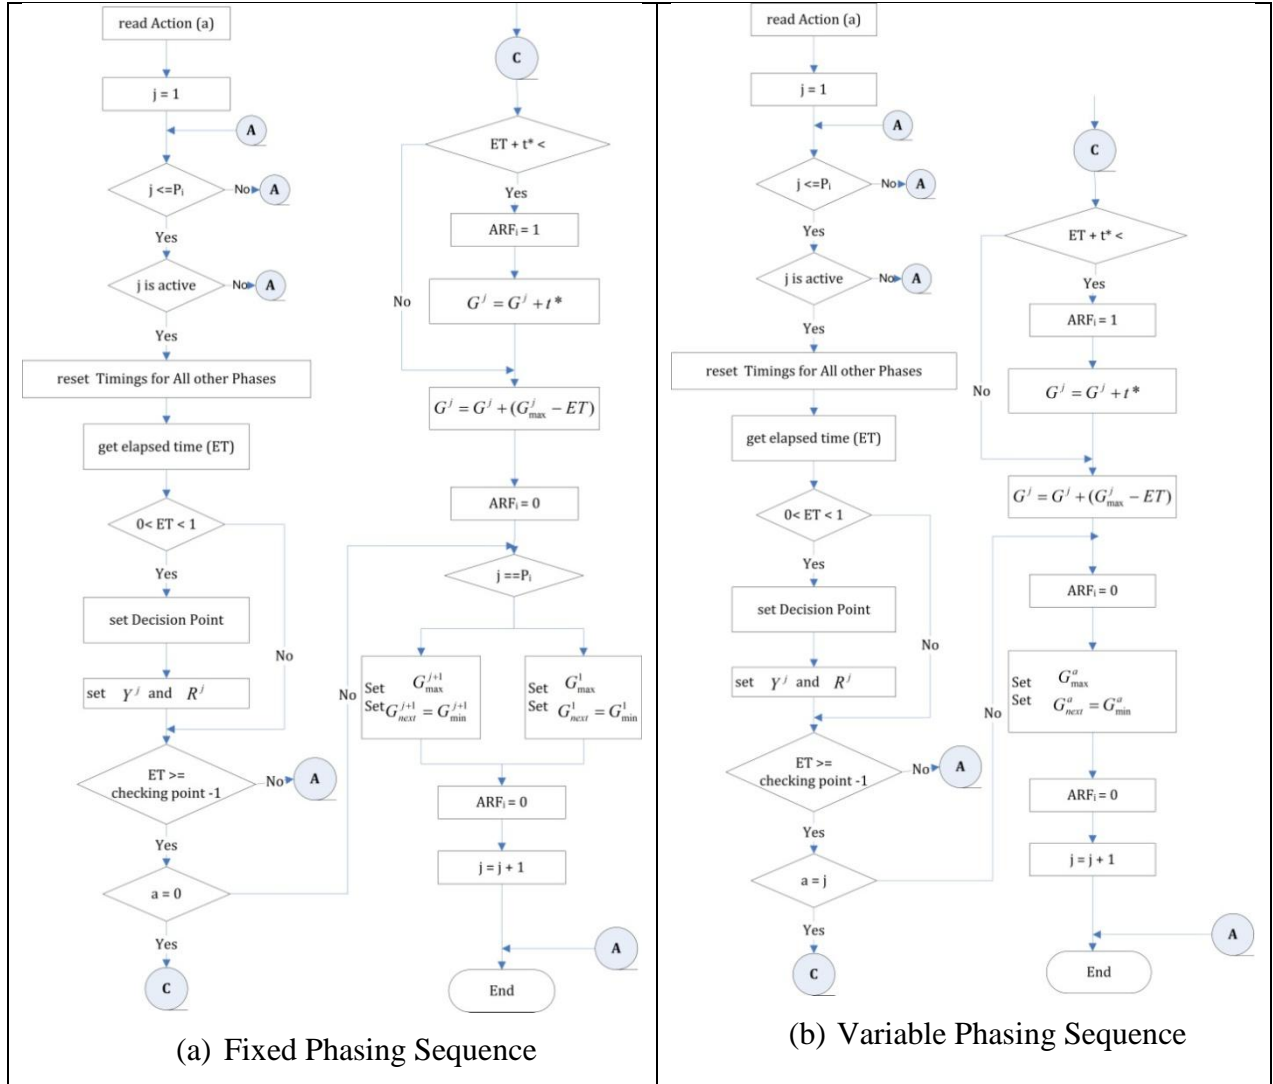 read Action (a)
j = 1
A
j <=Pᵢ
No
A
Yes
j is active
No
A
Yes
reset Timings for All other Phases
get elapsed time (ET)
0< ET < 1
Yes
set Decision Point
No
set Y^j and R^j
ET >=
checking point -1
No
A
Yes
a = 0
Yes
C
C
ET + t* <
Yes
ARFᵢ = 1
No
G^j = G^j + t*
G^j = G^j + (G^j_max − ET)
ARFᵢ = 0
j ==Pᵢ
No
Set G^{j+1}_max
Set G^{j+1}_next = G^{j+1}_min
Set G^1_max
Set G^1_next = G^1_min
ARFᵢ = 0
j = j + 1
A
End
(a) Fixed Phasing Sequence
read Action (a)
j = 1
A
j <=Pᵢ
No
A
Yes
j is active
No
A
Yes
reset Timings for All other Phases
get elapsed time (ET)
0< ET < 1
Yes
set Decision Point
No
set Y^j and R^j
ET >=
checking point -1
No
A
Yes
a = j
Yes
C
C
ET + t* <
Yes
ARFᵢ = 1
No
G^j = G^j + t*
G^j = G^j + (G^j_max − ET)
ARFᵢ = 0
No
Set G^a_max
Set G^a_next = G^a_min
ARFᵢ = 0
j = j + 1
A
End
(b) Variable Phasing Sequence